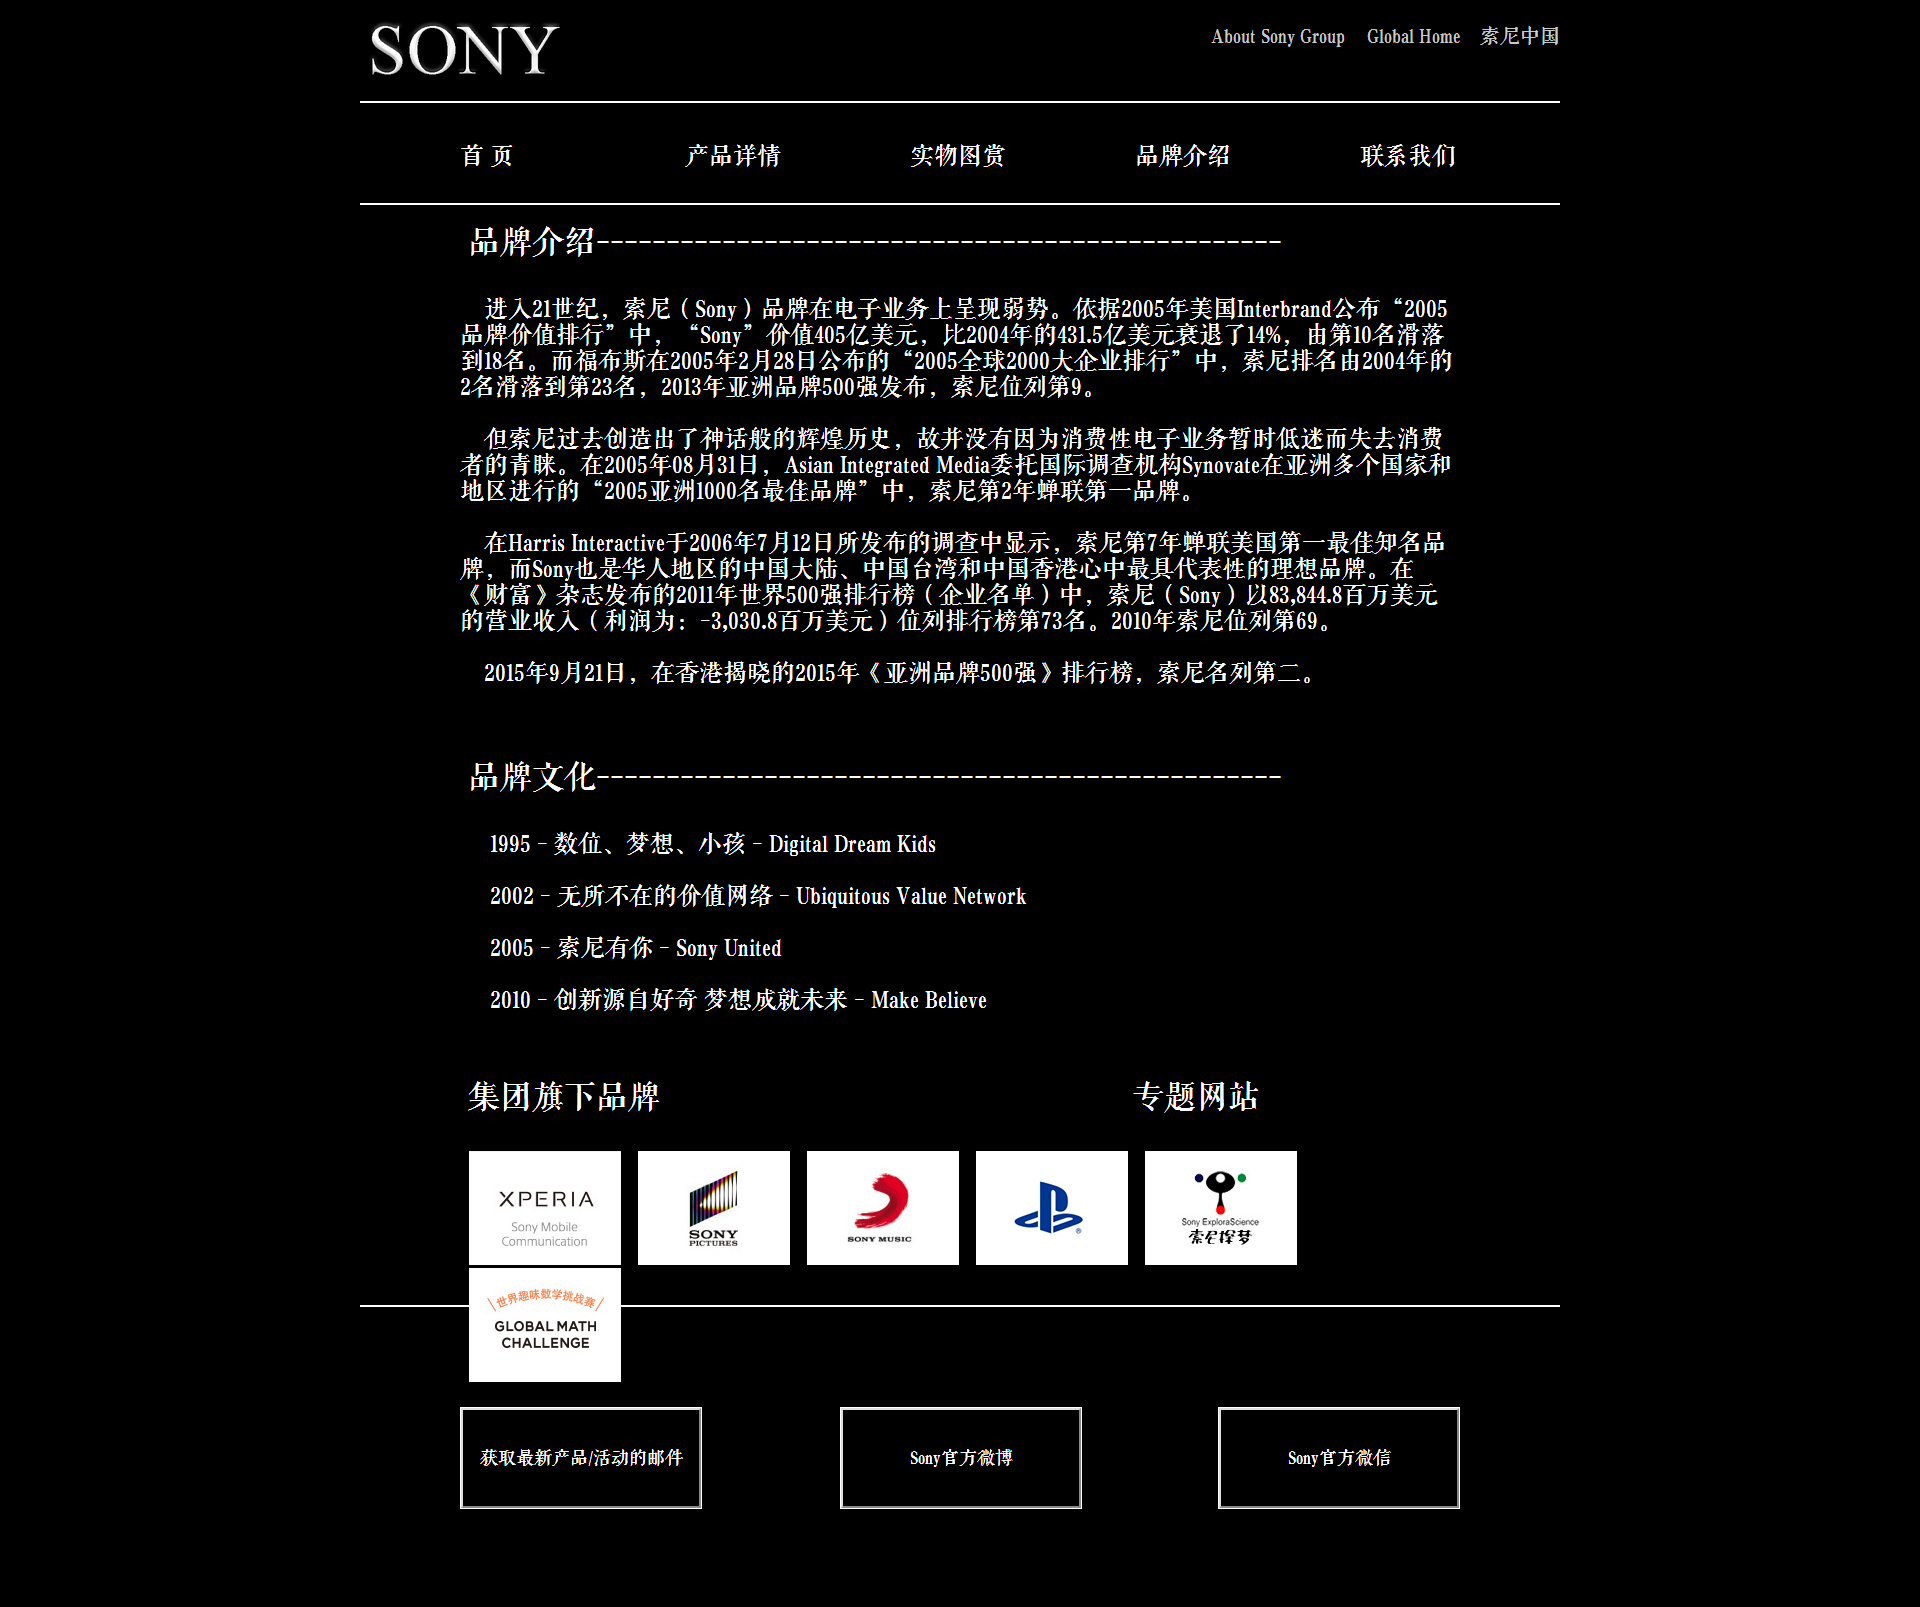 SONY
About Sony Group Global Home 索尼中国
首 页 产品详情 实物图赏 品牌介绍 联系我们
品牌介绍-------------------------------------------------
进入21世纪，索尼（Sony）品牌在电子业务上呈现弱势。依据2005年美国Interbrand公布“2005
品牌价值排行”中，“Sony”价值405亿美元，比2004年的431.5亿美元衰退了14%，由第10名滑落
到18名。而福布斯在2005年2月28日公布的“2005全球2000大企业排行”中，索尼排名由2004年的
2名滑落到第23名，2013年亚洲品牌500强发布，索尼位列第9。
但索尼过去创造出了神话般的辉煌历史，故并没有因为消费性电子业务暂时低迷而失去消费
者的青睐。在2005年08月31日，Asian Integrated Media委托国际调查机构Synovate在亚洲多个国家和
地区进行的“2005亚洲1000名最佳品牌”中，索尼第2年蝉联第一品牌。
在Harris Interactive于2006年7月12日所发布的调查中显示，索尼第7年蝉联美国第一最佳知名品
牌，而Sony也是华人地区的中国大陆、中国台湾和中国香港心中最具代表性的理想品牌。在
《财富》杂志发布的2011年世界500强排行榜（企业名单）中，索尼（Sony）以83,844.8百万美元
的营业收入（利润为：-3,030.8百万美元）位列排行榜第73名。2010年索尼位列第69。
2015年9月21日，在香港揭晓的2015年《亚洲品牌500强》排行榜，索尼名列第二。
品牌文化-------------------------------------------------
1995 - 数位、梦想、小孩 - Digital Dream Kids
2002 - 无所不在的价值网络 - Ubiquitous Value Network
2005 - 索尼有你 - Sony United
2010 - 创新源自好奇 梦想成就未来 - Make Believe
集团旗下品牌 专题网站
XPERIA
Sony Mobile
Communication
SONY
PICTURES
SONY MUSIC
Sony ExploraScience
索尼探梦
世界趣味数学挑战赛
GLOBAL MATH
CHALLENGE
获取最新产品/活动的邮件 Sony官方微博 Sony官方微信